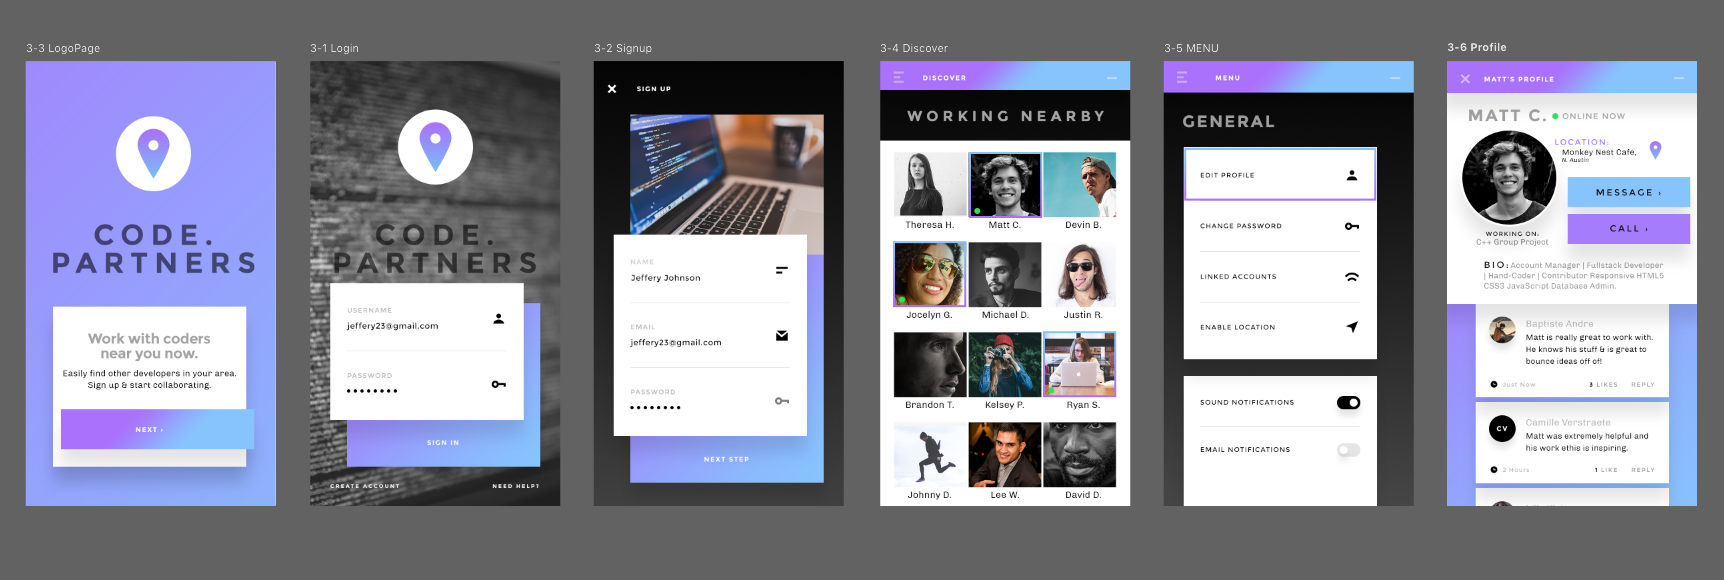 3-3 LogoPage
CODE.
PARTNERS
Work with coders
near you now.
Easily find other developers in your area.
Sign up & start collaborating.
NEXT ›
3-1 Login
CODE.
PARTNERS
USERNAME
jeffery23@gmail.com
PASSWORD
SIGN IN
CREATE ACCOUNT
NEED HELP?
3-2 Signup
SIGN UP
NAME
Jeffery Johnson
EMAIL
jeffery23@gmail.com
PASSWORD
NEXT STEP
3-4 Discover
DISCOVER
WORKING NEARBY
Theresa H.
Matt C.
Devin B.
Jocelyn G.
Michael D.
Justin R.
Brandon T.
Kelsey P.
Ryan S.
Johnny D.
Lee W.
David D.
3-5 MENU
MENU
GENERAL
EDIT PROFILE
CHANGE PASSWORD
LINKED ACCOUNTS
ENABLE LOCATION
SOUND NOTIFICATIONS
EMAIL NOTIFICATIONS
3-6 Profile
MATT'S PROFILE
MATT C.
ONLINE NOW
LOCATION:
Monkey Nest Cafe,
N. Austin
MESSAGE ›
CALL ›
WORKING ON:
C++ Group Project
BIO: Account Manager | Fullstack Developer
| Hand-Coder | Contributor Responsive HTML5
CSS3 JavaScript Database Admin.
Baptiste Andre
Matt is really great to work with.
He knows his stuff & is great to
bounce ideas off of!
Just Now
3 LIKES
REPLY
CV
Camille Verstraete
Matt was extremely helpful and
his work ethis is inspiring.
2 Hours
1 LIKE
REPLY